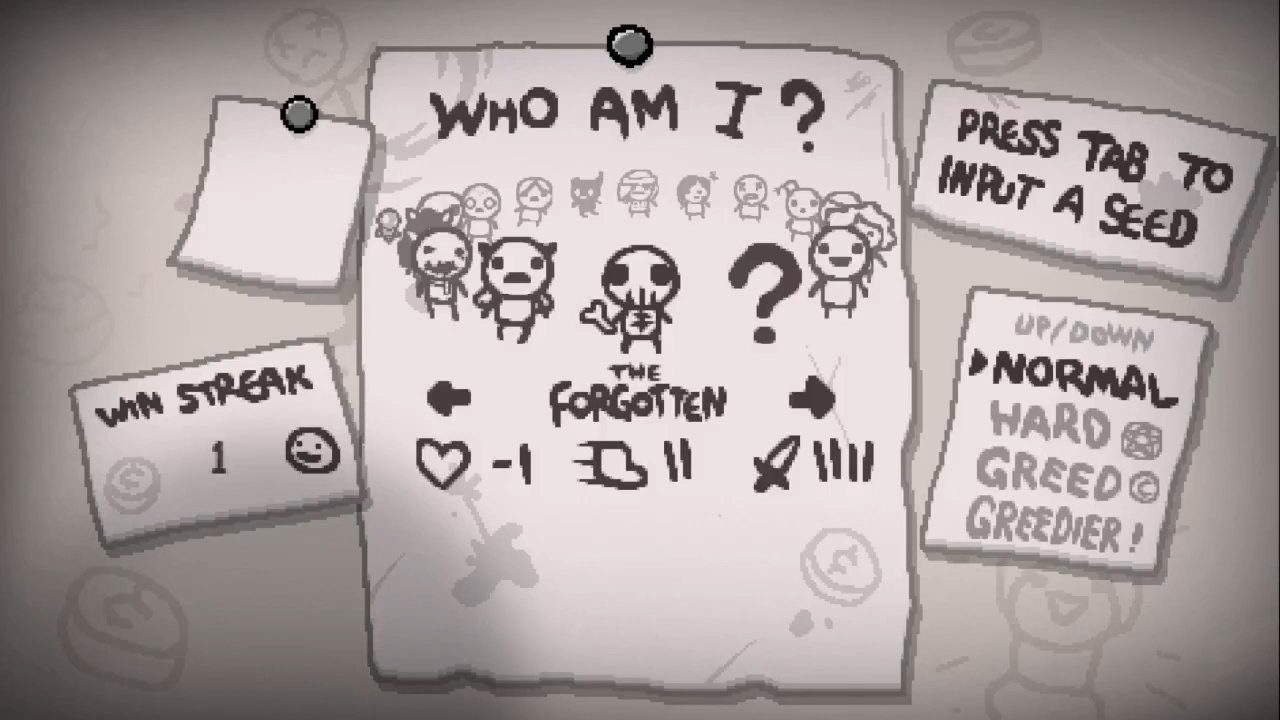 WHO AM I?
PRESS TAB TO
INPUT A SEED
WIN STREAK
1
?
THE
FORGOTTEN
-1
UP/DOWN
NORMAL
HARD
GREED
GREEDIER!